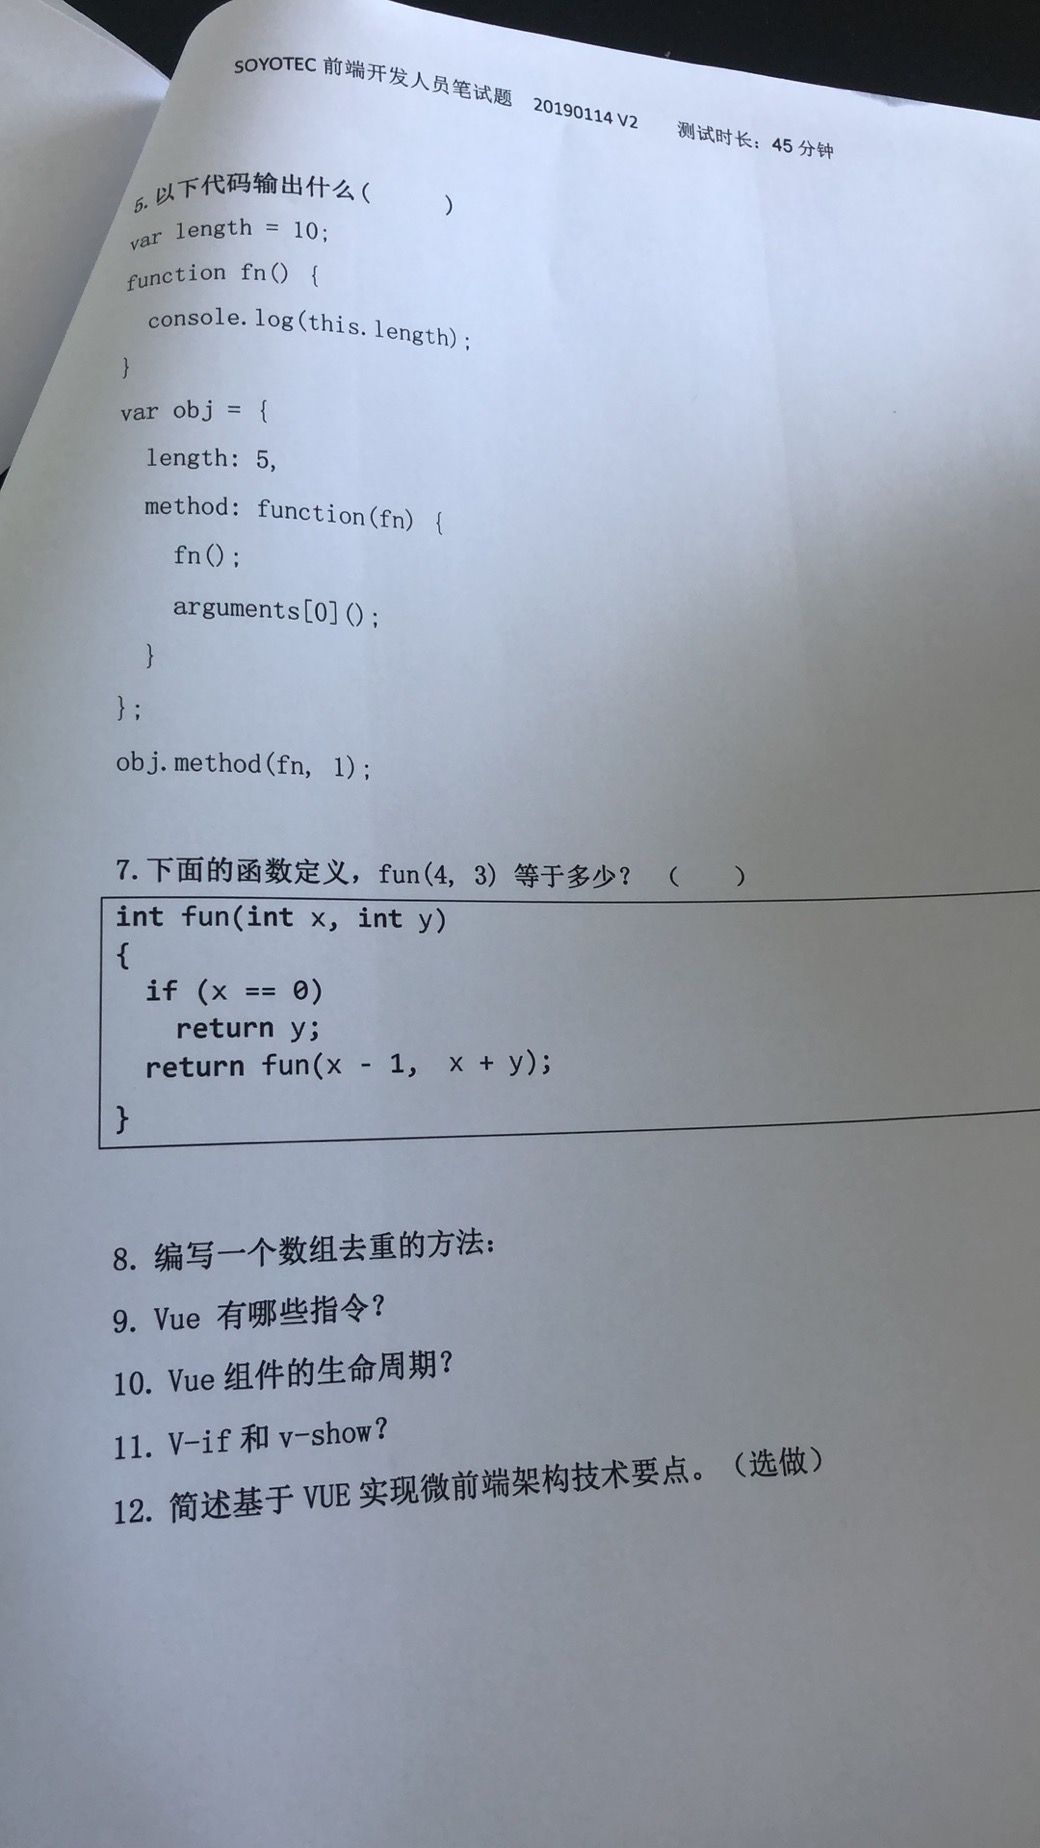 SOYOTEC 前端开发人员笔试题 20190114 V2 测试时长：45 分钟
5. 以下代码输出什么( )
var length = 10;
function fn() {
console.log(this.length);
}
var obj = {
length: 5,
method: function(fn) {
fn();
arguments[0]();
}
};
obj.method(fn, 1);
7. 下面的函数定义，fun(4, 3) 等于多少？ （ ）
int fun(int x, int y)
{
if (x == 0)
return y;
return fun(x - 1, x + y);
}
8. 编写一个数组去重的方法：
9. Vue 有哪些指令？
10. Vue 组件的生命周期？
11. V-if 和 v-show？
12. 简述基于 VUE 实现微前端架构技术要点。（选做）